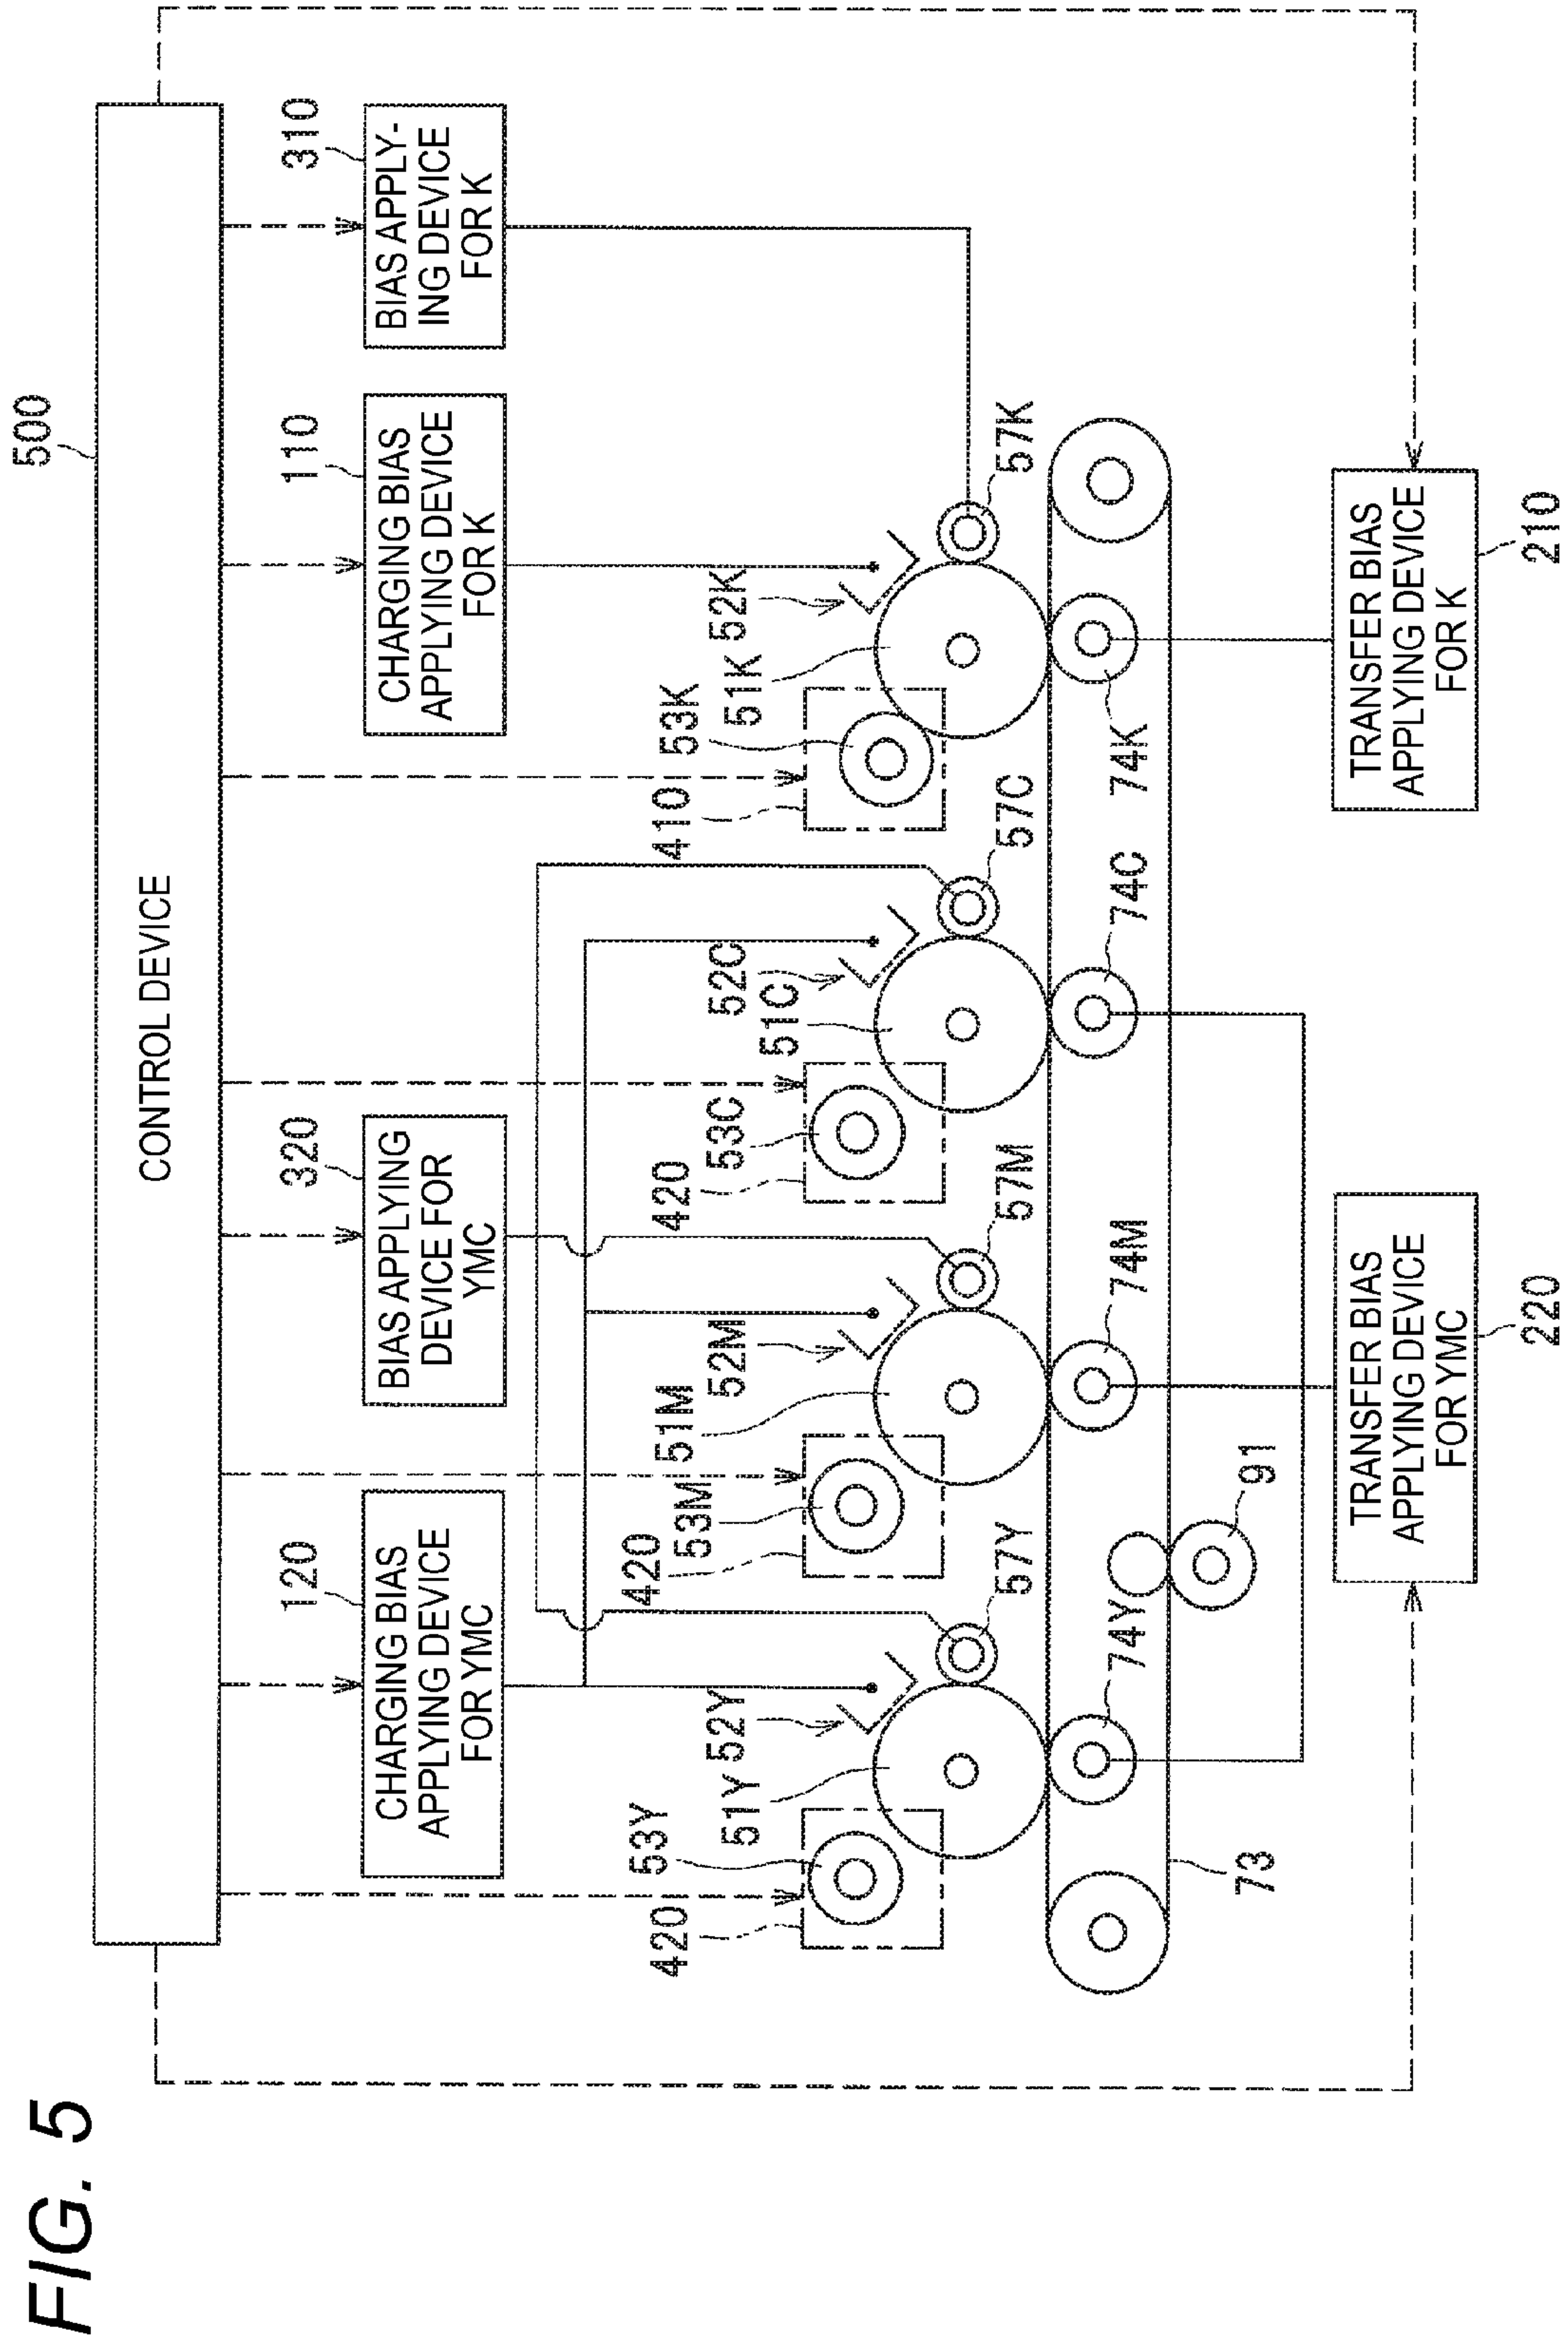 FIG. 5
500
CONTROL DEVICE
120
CHARGING BIAS
APPLYING DEVICE
FOR YMC
320
BIAS APPLYING
DEVICE FOR
YMC
110
CHARGING BIAS
APPLYING DEVICE
FOR K
310
BIAS APPLY-
ING DEVICE
FOR K
420
53Y
51Y
52Y
57Y
420
53M
51M
52M
57M
420
53C
51C
52C
57C
410
53K
51K
52K
57K
73
74Y
91
74M
74C
74K
TRANSFER BIAS
APPLYING DEVICE
FOR YMC
220
TRANSFER BIAS
APPLYING DEVICE
FOR K
210